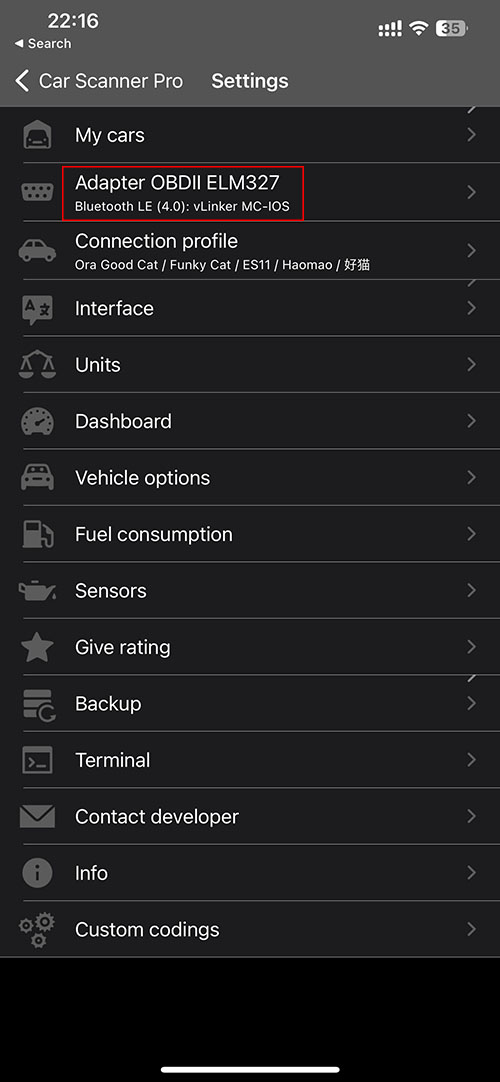 22:16
35
◀ Search
Car Scanner Pro
Settings
My cars
Adapter OBDII ELM327
Bluetooth LE (4.0): vLinker MC-IOS
Connection profile
Ora Good Cat / Funky Cat / ES11 / Haomao / 好猫
Interface
Units
Dashboard
Vehicle options
Fuel consumption
Sensors
Give rating
Backup
Terminal
Contact developer
Info
Custom codings